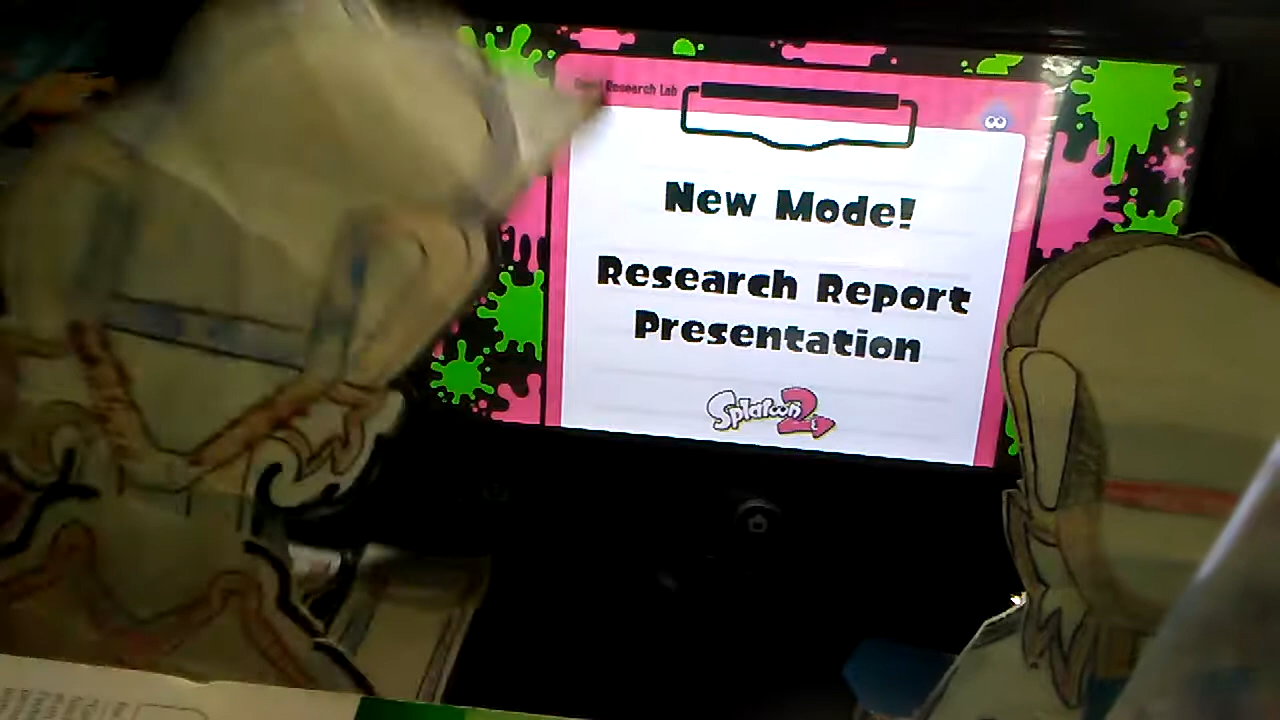 Research Lab
New Mode!
Research Report
Presentation
Splatoon 2